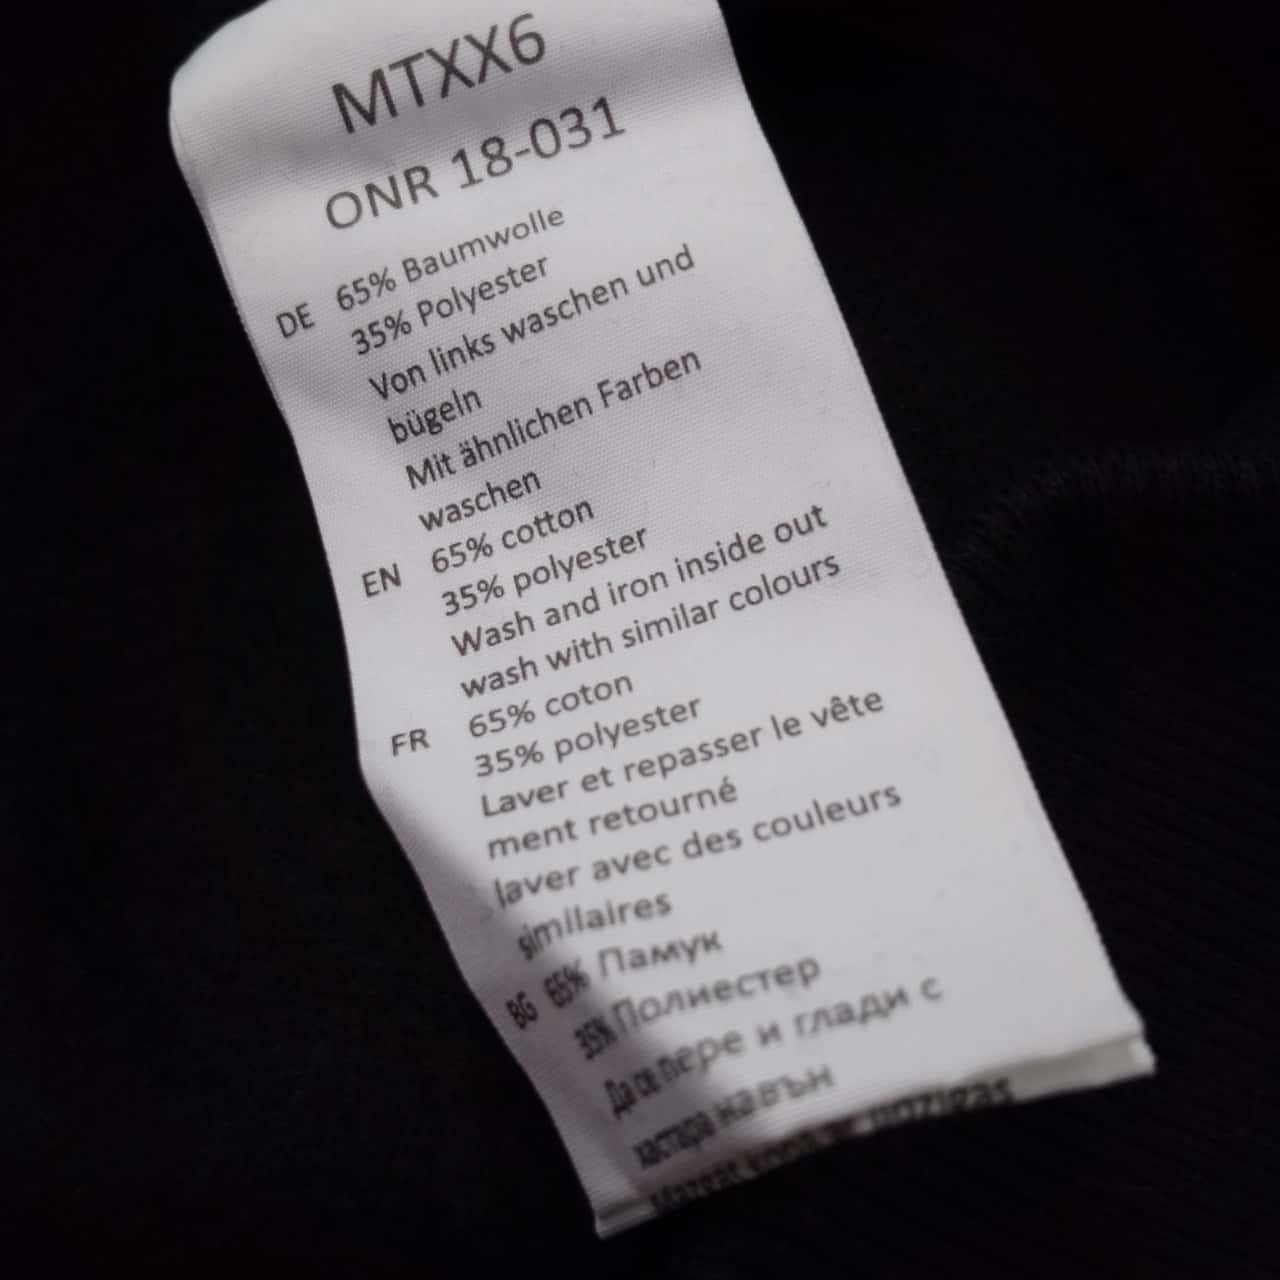 MTXX6
ONR 18-031
DE 65% Baumwolle
35% Polyester
Von links waschen und
bügeln
Mit ähnlichen Farben
waschen
EN 65% cotton
35% polyester
Wash and iron inside out
wash with similar colours
FR 65% coton
35% polyester
Laver et repasser le vête
ment retourné
laver avec des couleurs
similaires
BG 65% Памук
35% Полиестер
Да се пере и глади с
хастара навън